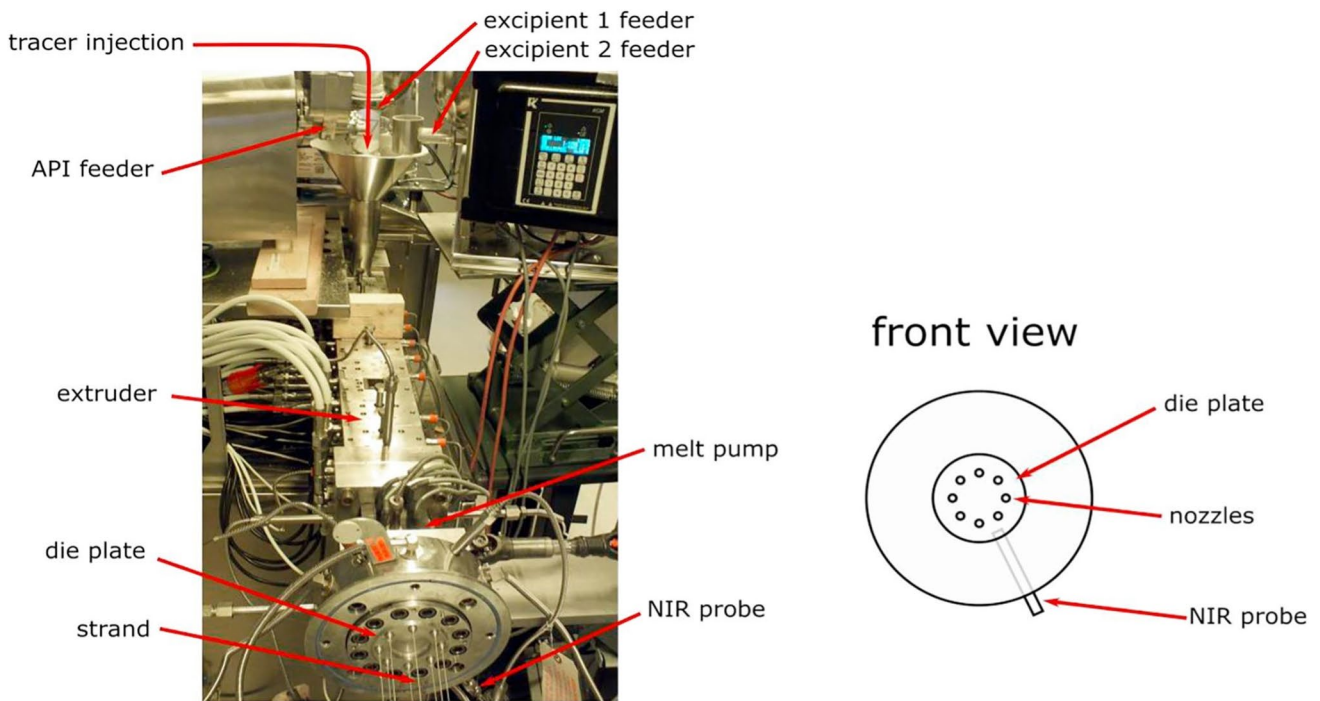 excipient 1 feeder
tracer injection
excipient 2 feeder
API feeder
front view
extruder
die plate
melt pump
nozzles
die plate
NIR probe
NIR probe
strand